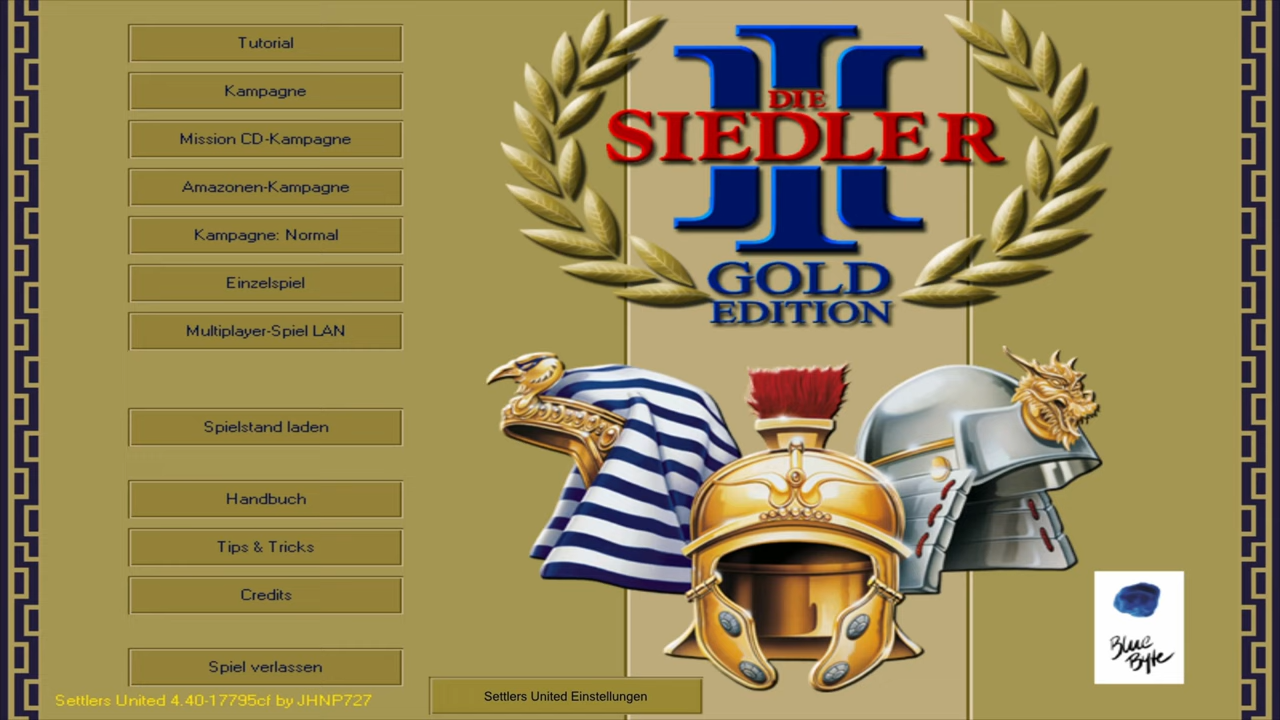 Tutorial
Kampagne
Mission CD-Kampagne
Amazonen-Kampagne
Kampagne: Normal
Einzelspiel
Multiplayer-Spiel LAN
Spielstand laden
Handbuch
Tips & Tricks
Credits
Spiel verlassen
Settlers United 4.40-17795cf by JHNP727
Settlers United Einstellungen
III
DIE
SIEDLER
GOLD
EDITION
Blue
Byte